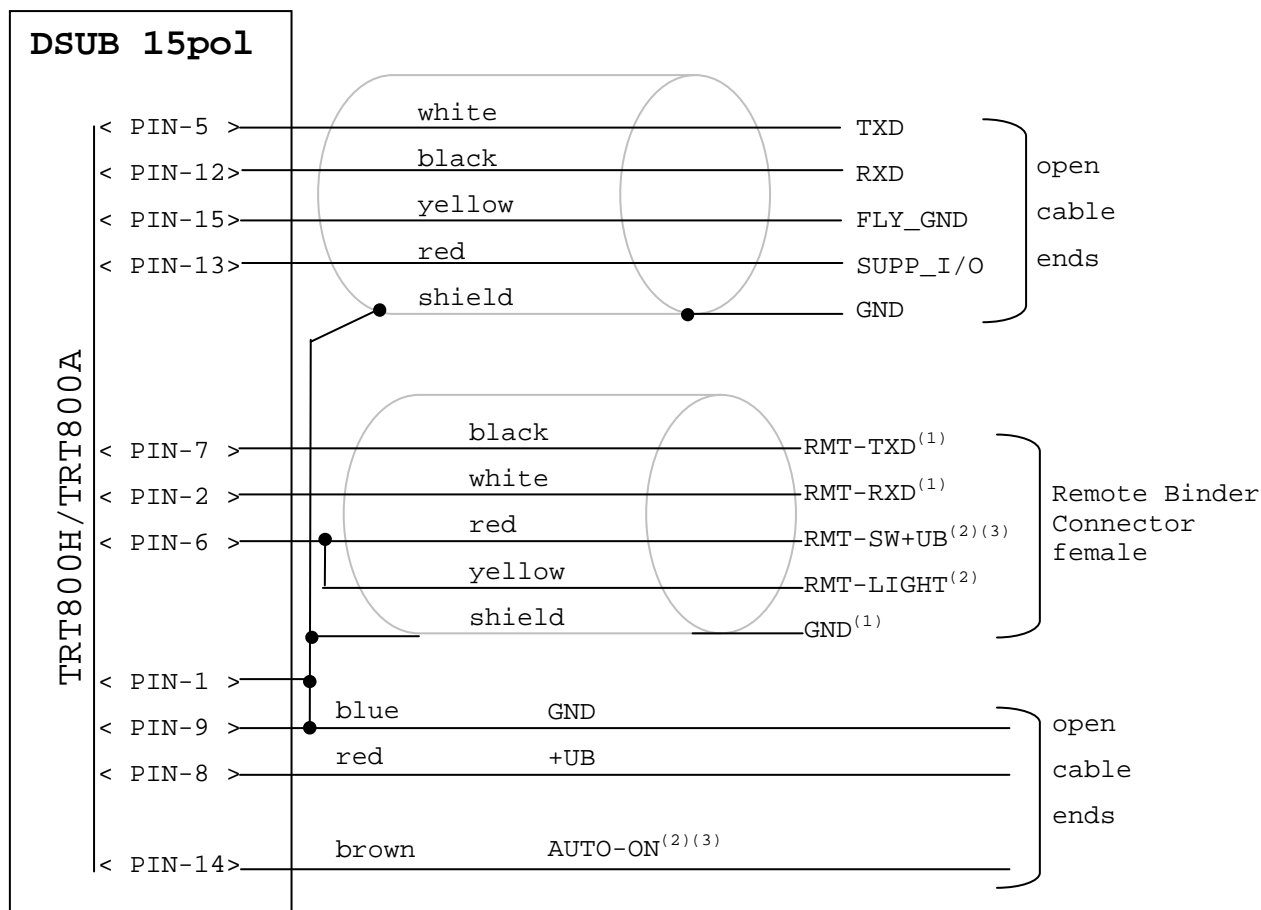 DSUB 15pol
TRT800H/TRT800A
< PIN-5 > white TXD
< PIN-12> black RXD
< PIN-15> yellow FLY_GND
< PIN-13> red SUPP_I/O
shield GND
open
cable
ends
< PIN-7 > black RMT-TXD(1)
< PIN-2 > white RMT-RXD(1)
< PIN-6 > red RMT-SW+UB(2)(3)
yellow RMT-LIGHT(2)
shield GND(1)
Remote Binder
Connector
female
< PIN-1 >
< PIN-9 > blue GND
< PIN-8 > red +UB
< PIN-14> brown AUTO-ON(2)(3)
open
cable
ends